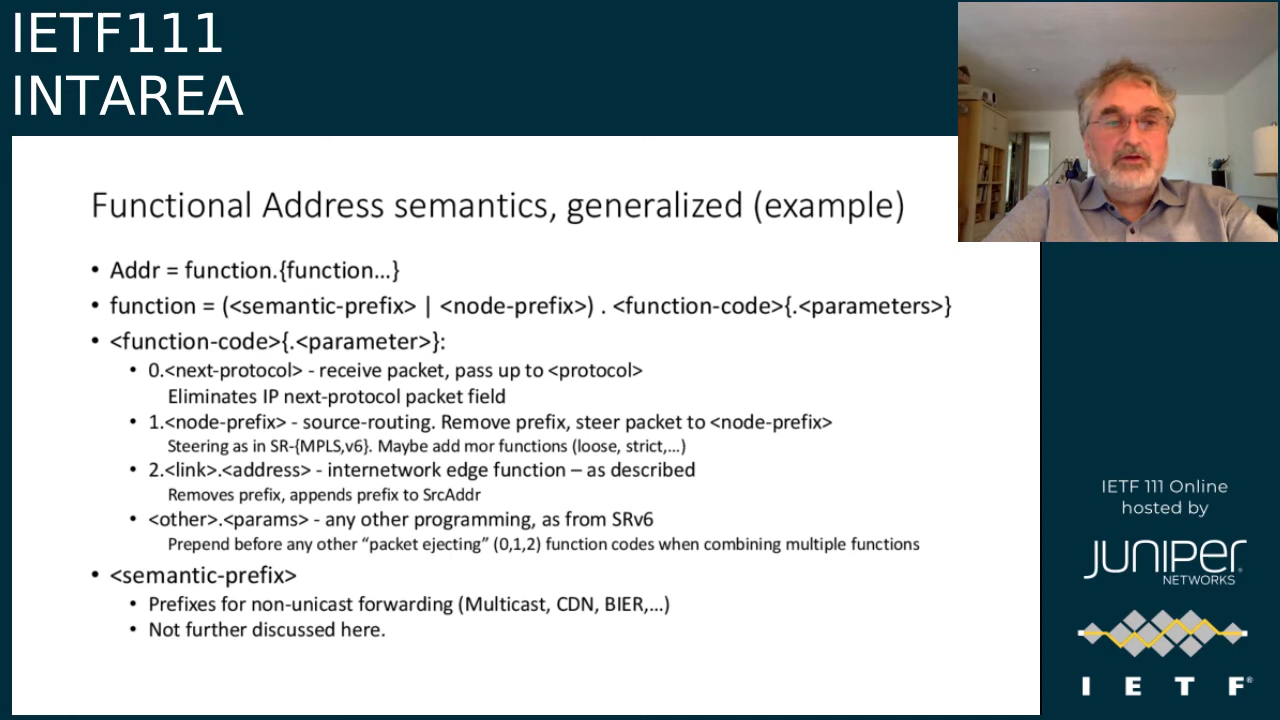 IETF111
INTAREA
Functional Address semantics, generalized (example)
• Addr = function.{function...}
• function = (<semantic-prefix> | <node-prefix>) . <function-code>{.<parameters>}
• <function-code>{.<parameter>}:
• 0.<next-protocol> - receive packet, pass up to <protocol>
Eliminates IP next-protocol packet field
• 1.<node-prefix> - source-routing. Remove prefix, steer packet to <node-prefix>
Steering as in SR-{MPLS,v6}. Maybe add mor functions (loose, strict,...)
• 2.<link>.<address> - internetwork edge function – as described
Removes prefix, appends prefix to SrcAddr
• <other>.<params> - any other programming, as from SRv6
Prepend before any other “packet ejecting” (0,1,2) function codes when combining multiple functions
• <semantic-prefix>
• Prefixes for non-unicast forwarding (Multicast, CDN, BIER,...)
• Not further discussed here.
IETF 111 Online
hosted by
JUNIPER
NETWORKS
I E T F®